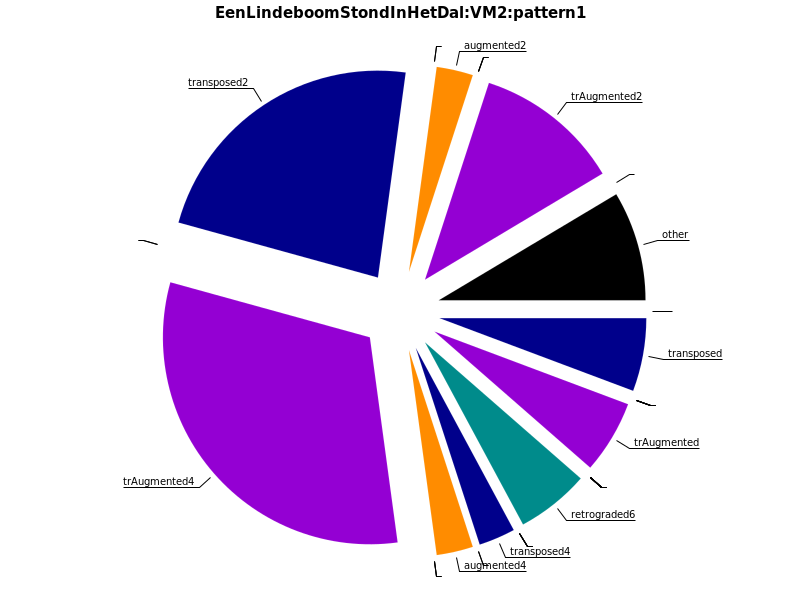 EenLindeboomStondInHetDal:VM2:pattern1
augmented2
transposed2
trAugmented2
other
transposed
trAugmented
trAugmented4
retrograded6
transposed4
augmented4